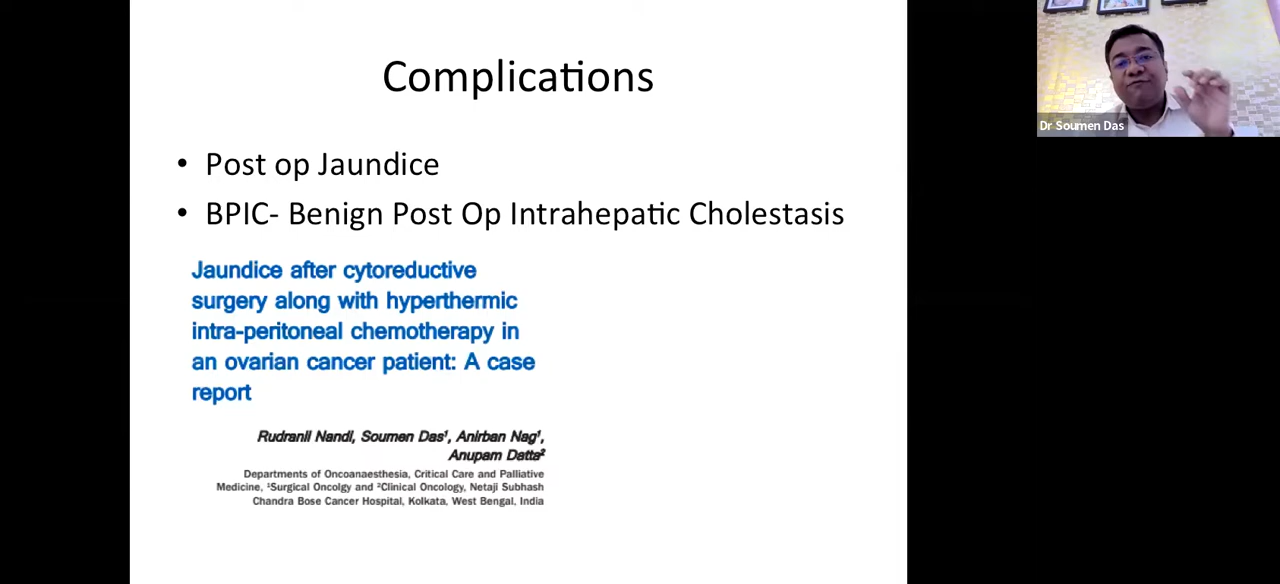 Complications
• Post op Jaundice
• BPIC- Benign Post Op Intrahepatic Cholestasis
Jaundice after cytoreductive
surgery along with hyperthermic
intra-peritoneal chemotherapy in
an ovarian cancer patient: A case
report
Rudranil Nandi, Soumen Das¹, Anirban Nag¹,
Anupam Datta²
Departments of Oncoanaesthesia, Critical Care and Palliative
Medicine, ¹Surgical Oncolgy and ²Clinical Oncology, Netaji Subhash
Chandra Bose Cancer Hospital, Kolkata, West Bengal, India
Dr Soumen Das